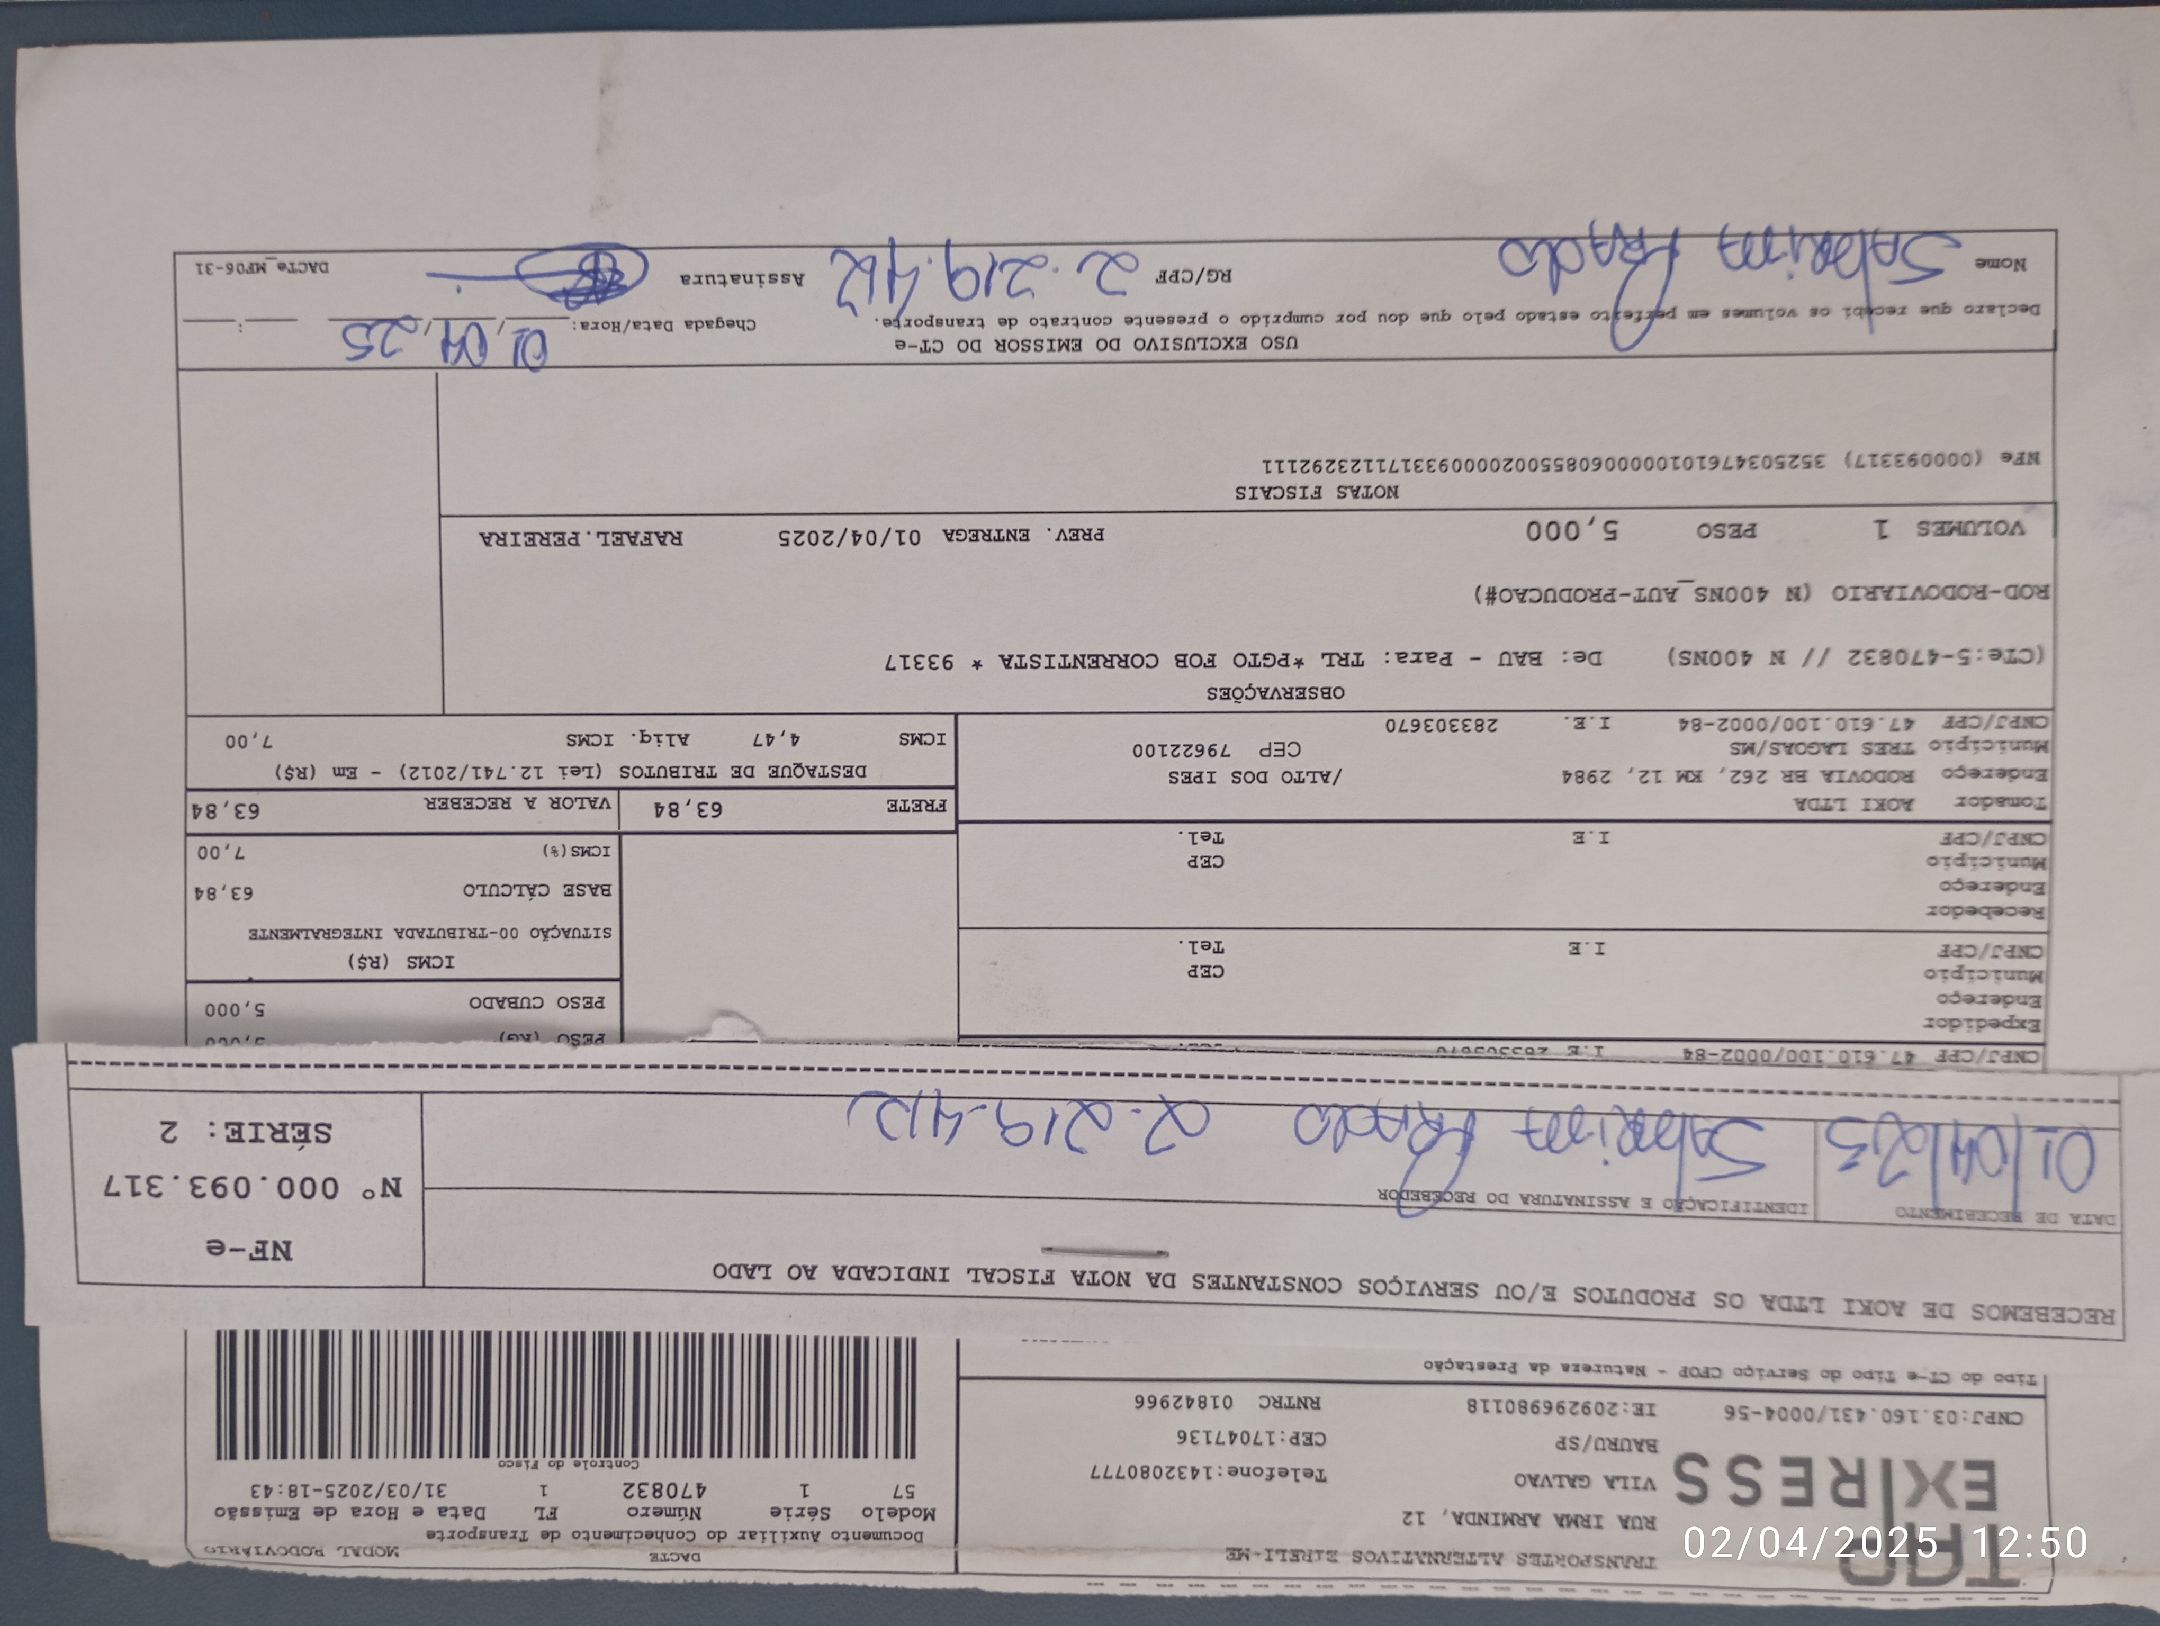 TRANSPORTES ALTERNATIVOS EIRELI-ME
TAD EXPRESS
RUA IRMA ARMINDA, 12
VILA GALVAO Telefone:1432080777
BAURU/SP CEP:17047136
CNPJ:03.160.431/0004-56 IE:209296980118 RNTRC 01842966
Tipo do CT-e Tipo do Serviço CFOP - Natureza da Prestação
DACTE MODAL RODOVIÁRIO
Documento Auxiliar do Conhecimento de Transporte
Modelo Série Número FL Data e Hora de Emissão
57 1 470832 1 31/03/2025-18:43
Controle do Fisco
RECEBEMOS DE AOKI LTDA OS PRODUTOS E/OU SERVIÇOS CONSTANTES DA NOTA FISCAL INDICADA AO LADO
DATA DE RECEBIMENTO IDENTIFICAÇÃO E ASSINATURA DO RECEBEDOR
01/04/25 Sabrina Prado 2.219.412
NF-e
Nº 000.093.317
SÉRIE: 2
CNPJ/CPF 47.610.100/0002-84 I.E 283303670
Expedidor
Endereço
Município CEP
CNPJ/CPF I.E Tel.
Recebedor
Endereço
Município CEP
CNPJ/CPF I.E Tel.
Tomador AOKI LTDA
Endereço RODOVIA BR 262, KM 12, 2984 /ALTO DOS IPES
Município TRES LAGOAS/MS CEP 79622100
CNPJ/CPF 47.610.100/0002-84 I.E. 283303670
PESO (KG) 5,000
PESO CUBADO 5,000
ICMS (R$)
SITUAÇÃO 00-TRIBUTADA INTEGRALMENTE
BASE CÁLCULO 63,84
ICMS(%) 7,00
FRETE 63,84 VALOR A RECEBER 63,84
DESTAQUE DE TRIBUTOS (Lei 12.741/2012) - Em (R$)
ICMS 4,47 Aliq. ICMS 7,00
OBSERVAÇÕES
(CTe:5-470832 // N 400NS) De: BAU - Para: TRL *PGTO FOB CORRENTISTA * 93317
ROD-RODOVIARIO (N 400NS_AUT-PRODUCAO#)
VOLUMES 1 PESO 5,000 PREV. ENTREGA 01/04/2025 RAFAEL.PEREIRA
NOTAS FISCAIS
NFe (000093317) 35250347610100000608550020000933171123292111
USO EXCLUSIVO DO EMISSOR DO CT-e
Declaro que recebi os volumes em perfeito estado pelo que dou por cumprido o presente contrato de transporte.
Chegada Data/Hora: 01/04/25 :
Nome Sabrina Prado RG/CPF 2.219.412 Assinatura
DACTe_MF06-31
02/04/2025 12:50